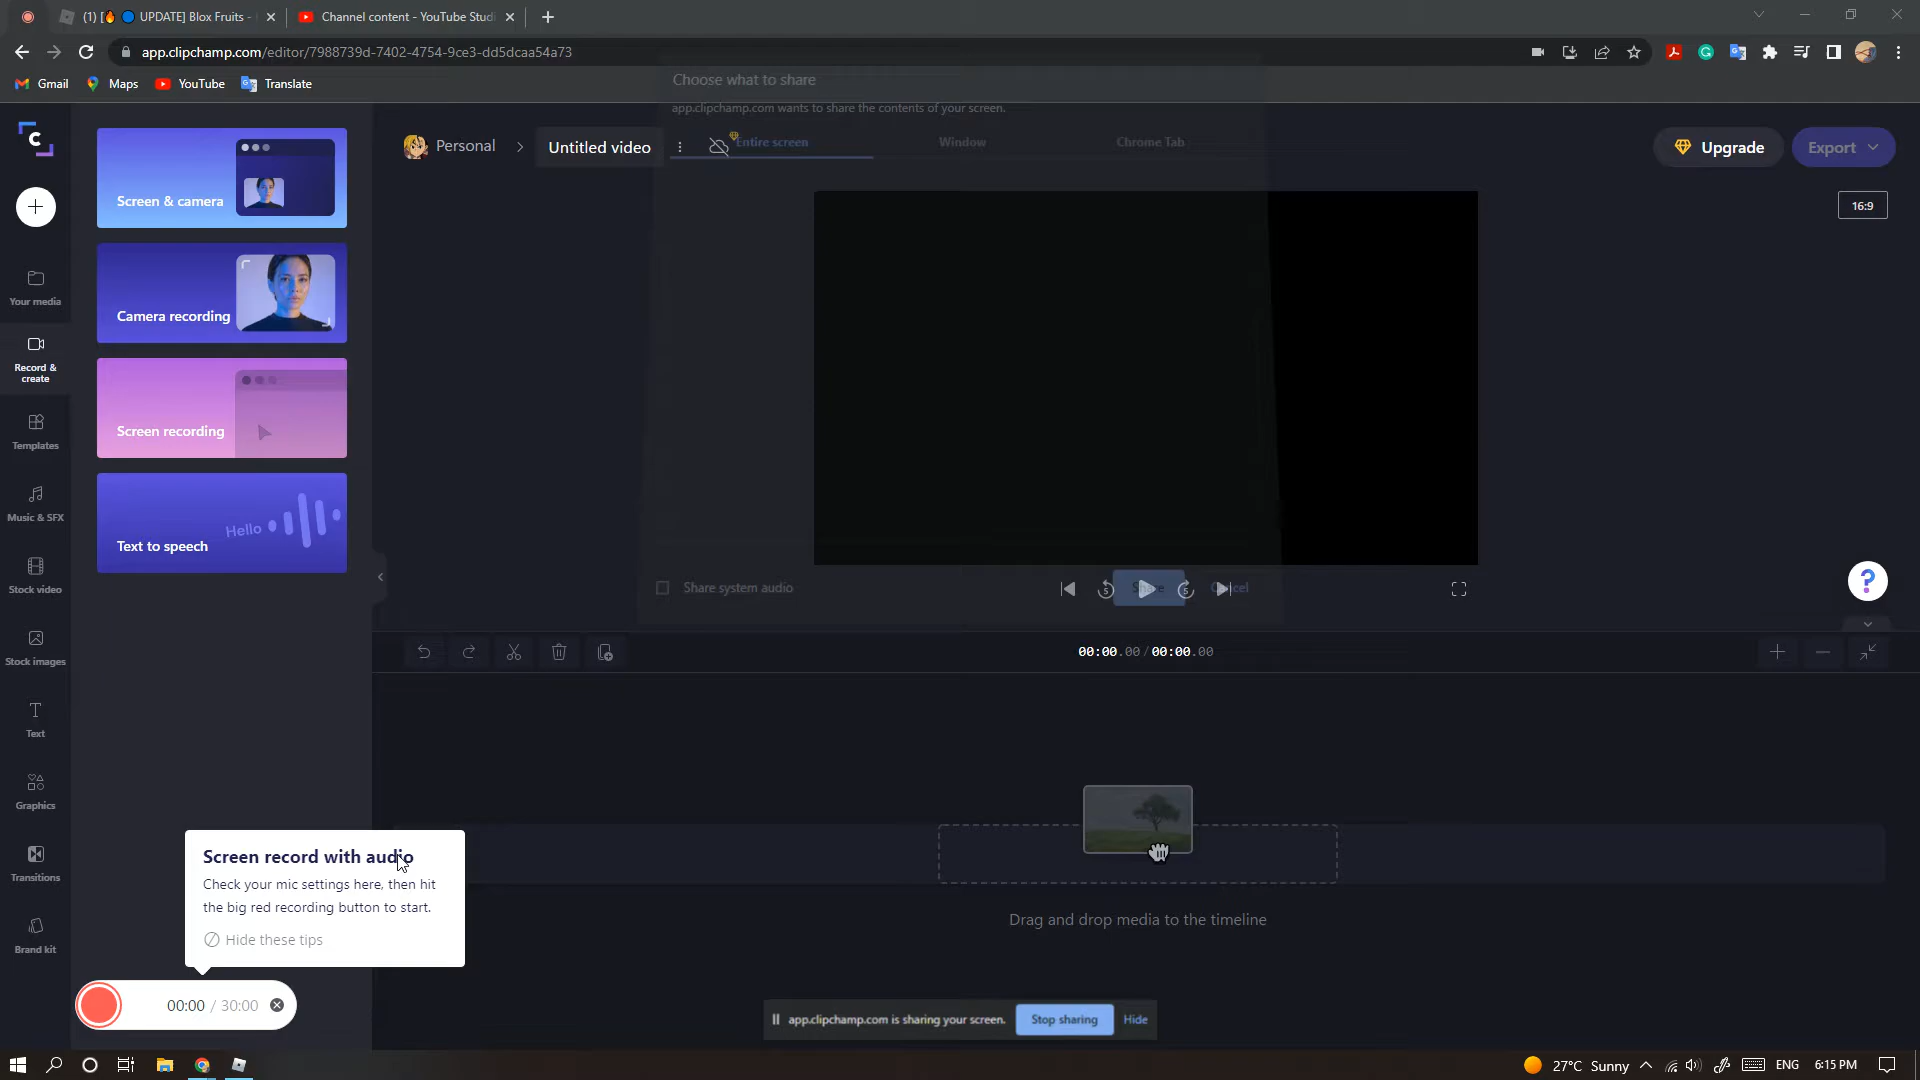 (1) [🔥 🔵 UPDATE] Blox Fruits -
Channel content - YouTube Studi
app.clipchamp.com/editor/7988739d-7402-4754-9ce3-dd5dcaa54a73
Gmail
Maps
YouTube
Translate
Choose what to share
app.clipchamp.com wants to share the contents of your screen.
Entire screen
Window
Chrome Tab
C
Personal
Untitled video
Upgrade
Export
16:9
Screen & camera
Camera recording
Screen recording
Hello
Text to speech
Your media
Record &
create
Templates
Music & SFX
Stock video
Stock images
Text
Graphics
Transitions
Brand kit
Share system audio
5
Share
5
Cancel
?
00:00.00 / 00:00.00
Drag and drop media to the timeline
Screen record with audio
Check your mic settings here, then hit
the big red recording button to start.
Hide these tips
00:00 / 30:00
app.clipchamp.com is sharing your screen.
Stop sharing
Hide
27°C Sunny
ENG
6:15 PM